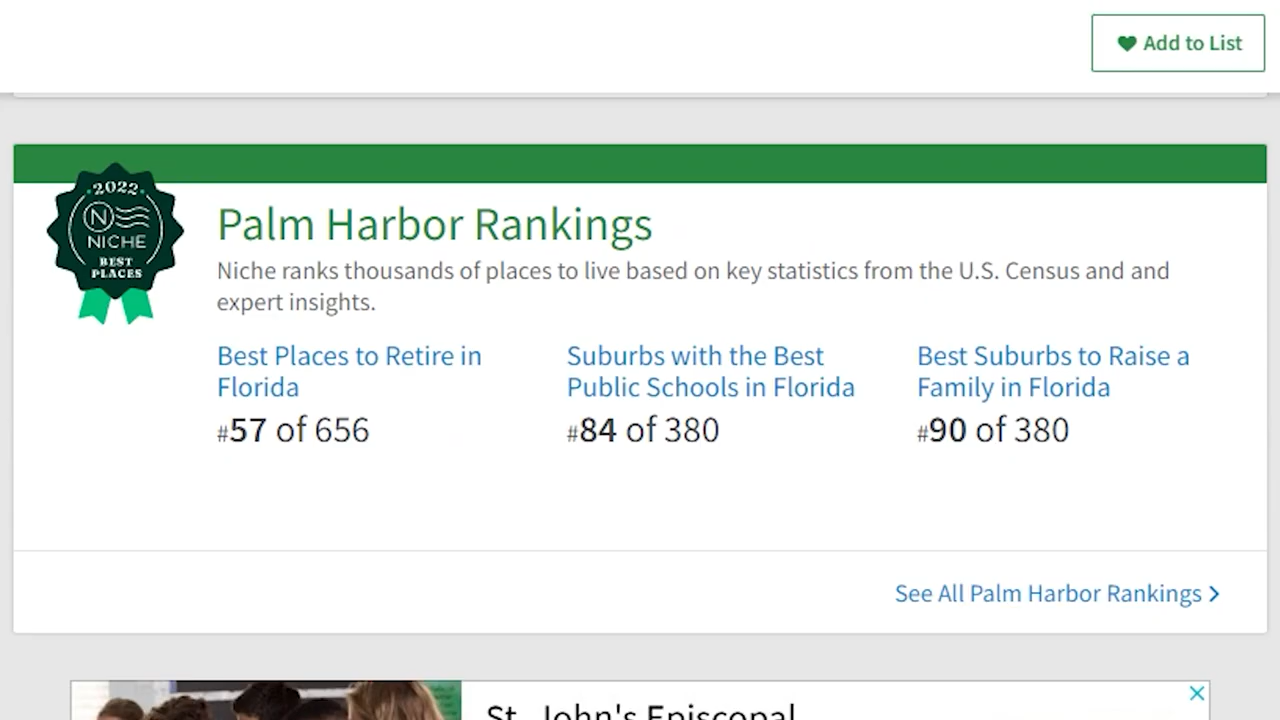 Add to List
2022
N
NICHE
BEST
PLACES
Palm Harbor Rankings
Niche ranks thousands of places to live based on key statistics from the U.S. Census and and
expert insights.
Best Places to Retire in
Florida
#57 of 656
Suburbs with the Best
Public Schools in Florida
#84 of 380
Best Suburbs to Raise a
Family in Florida
#90 of 380
See All Palm Harbor Rankings
St. John's Episcopal